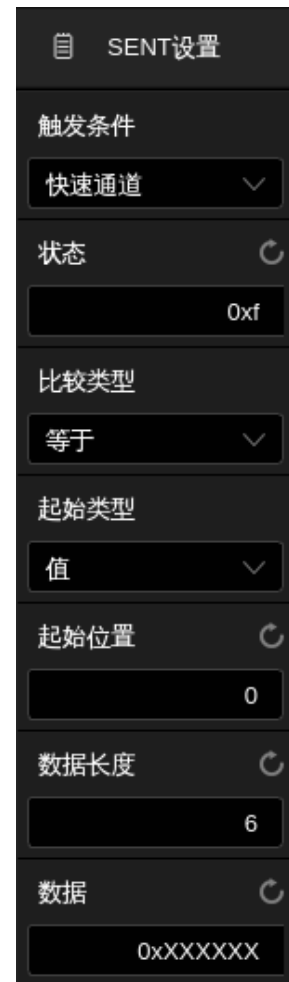 SENT设置
触发条件
快速通道
状态
0xf
比较类型
等于
起始类型
值
起始位置
0
数据长度
6
数据
0xXXXXXX